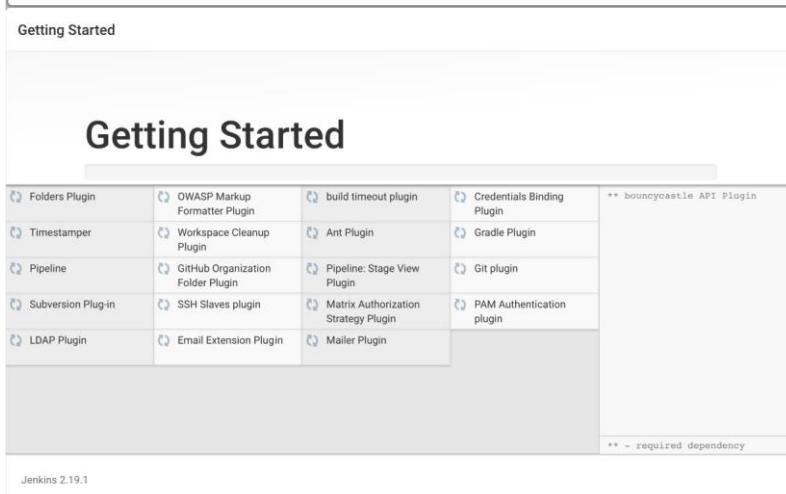 Getting Started
Getting Started
Folders Plugin
OWASP Markup
Formatter Plugin
build timeout plugin
Credentials Binding
Plugin
** bouncycastle API Plugin
Timestamper
Workspace Cleanup
Plugin
Ant Plugin
Gradle Plugin
Pipeline
GitHub Organization
Folder Plugin
Pipeline: Stage View
Plugin
Git plugin
Subversion Plug-in
SSH Slaves plugin
Matrix Authorization
Strategy Plugin
PAM Authentication
plugin
LDAP Plugin
Email Extension Plugin
Mailer Plugin
** - required dependency
Jenkins 2.19.1